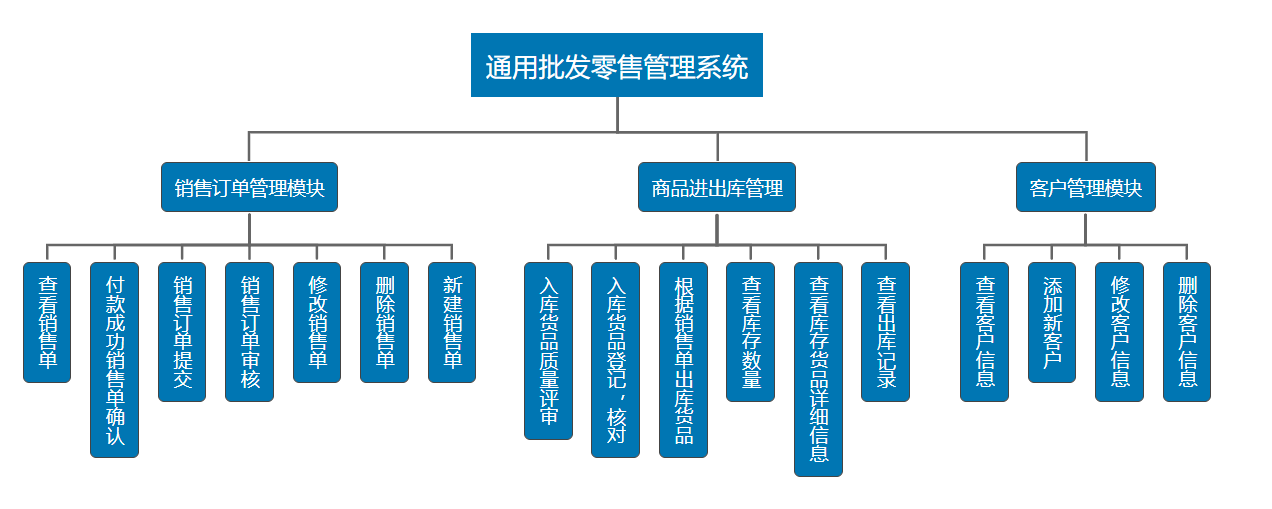 通用批发零售管理系统
销售订单管理模块
商品进出库管理
客户管理模块
查看销售单
付款成功销售单确认
销售订单提交
销售订单审核
修改销售单
删除销售单
新建销售单
入库货品质量评审
入库货品登记，核对
根据销售单出库货品
查看库存数量
查看库存货品详细信息
查看出库记录
查看客户信息
添加新客户
修改客户信息
删除客户信息